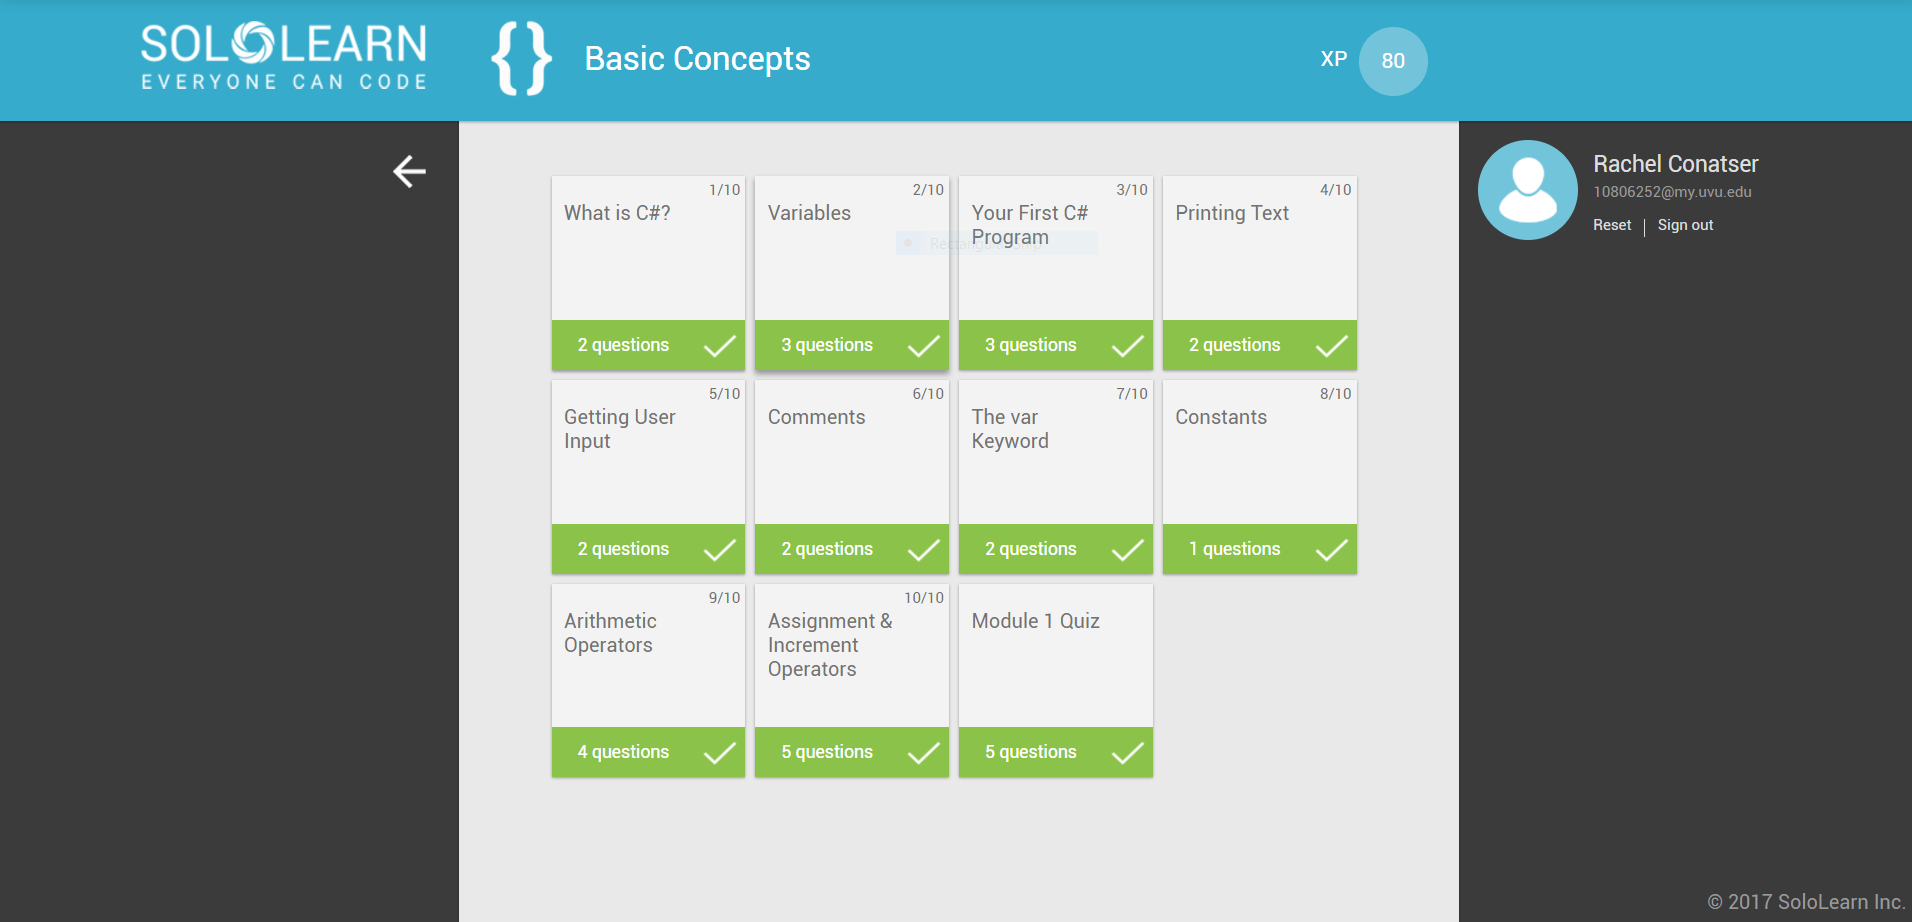 SOLOLEARN
EVERYONE CAN CODE
{} Basic Concepts
XP 80
Rachel Conatser
10806252@my.uvu.edu
Reset | Sign out
1/10
What is C#?
2 questions
2/10
Variables
3 questions
3/10
Your First C#
Program
3 questions
4/10
Printing Text
2 questions
5/10
Getting User
Input
2 questions
6/10
Comments
2 questions
7/10
The var
Keyword
2 questions
8/10
Constants
1 questions
9/10
Arithmetic
Operators
4 questions
10/10
Assignment &
Increment
Operators
5 questions
Module 1 Quiz
5 questions
© 2017 SoloLearn Inc.